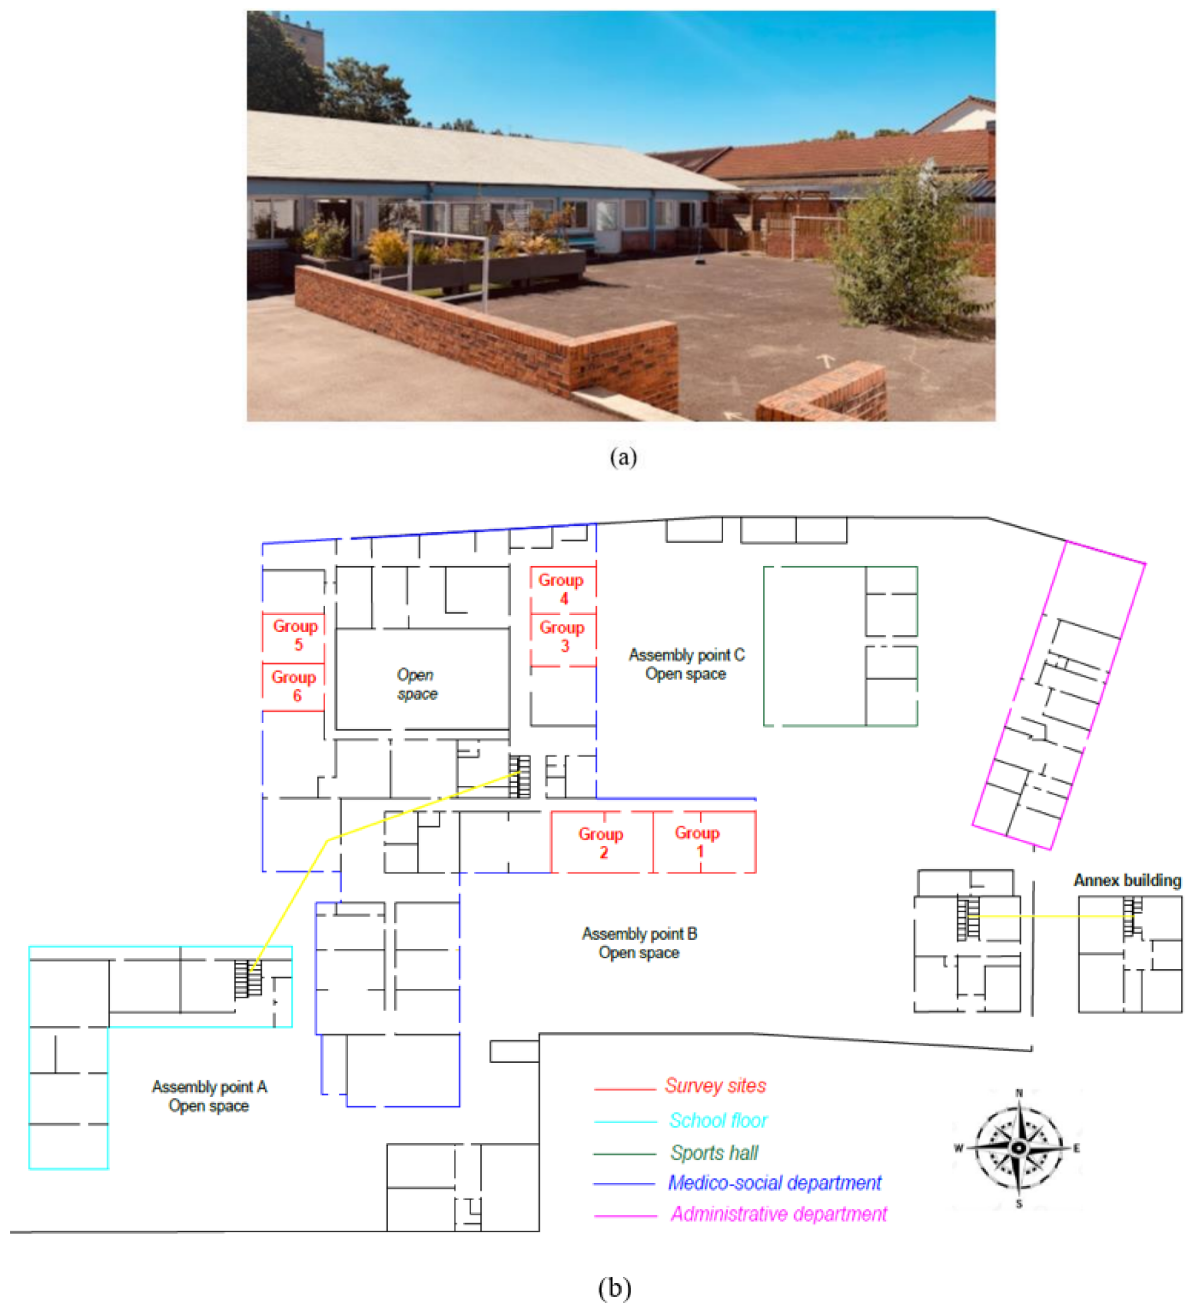 (a)
Group
4
Group
3
Group
5
Group
6
Open
space
Assembly point C
Open space
Group
2
Group
1
Annex building
Assembly point B
Open space
Assembly point A
Open space
Survey sites
School floor
Sports hall
Medico-social department
Administrative department
N
W
E
S
(b)